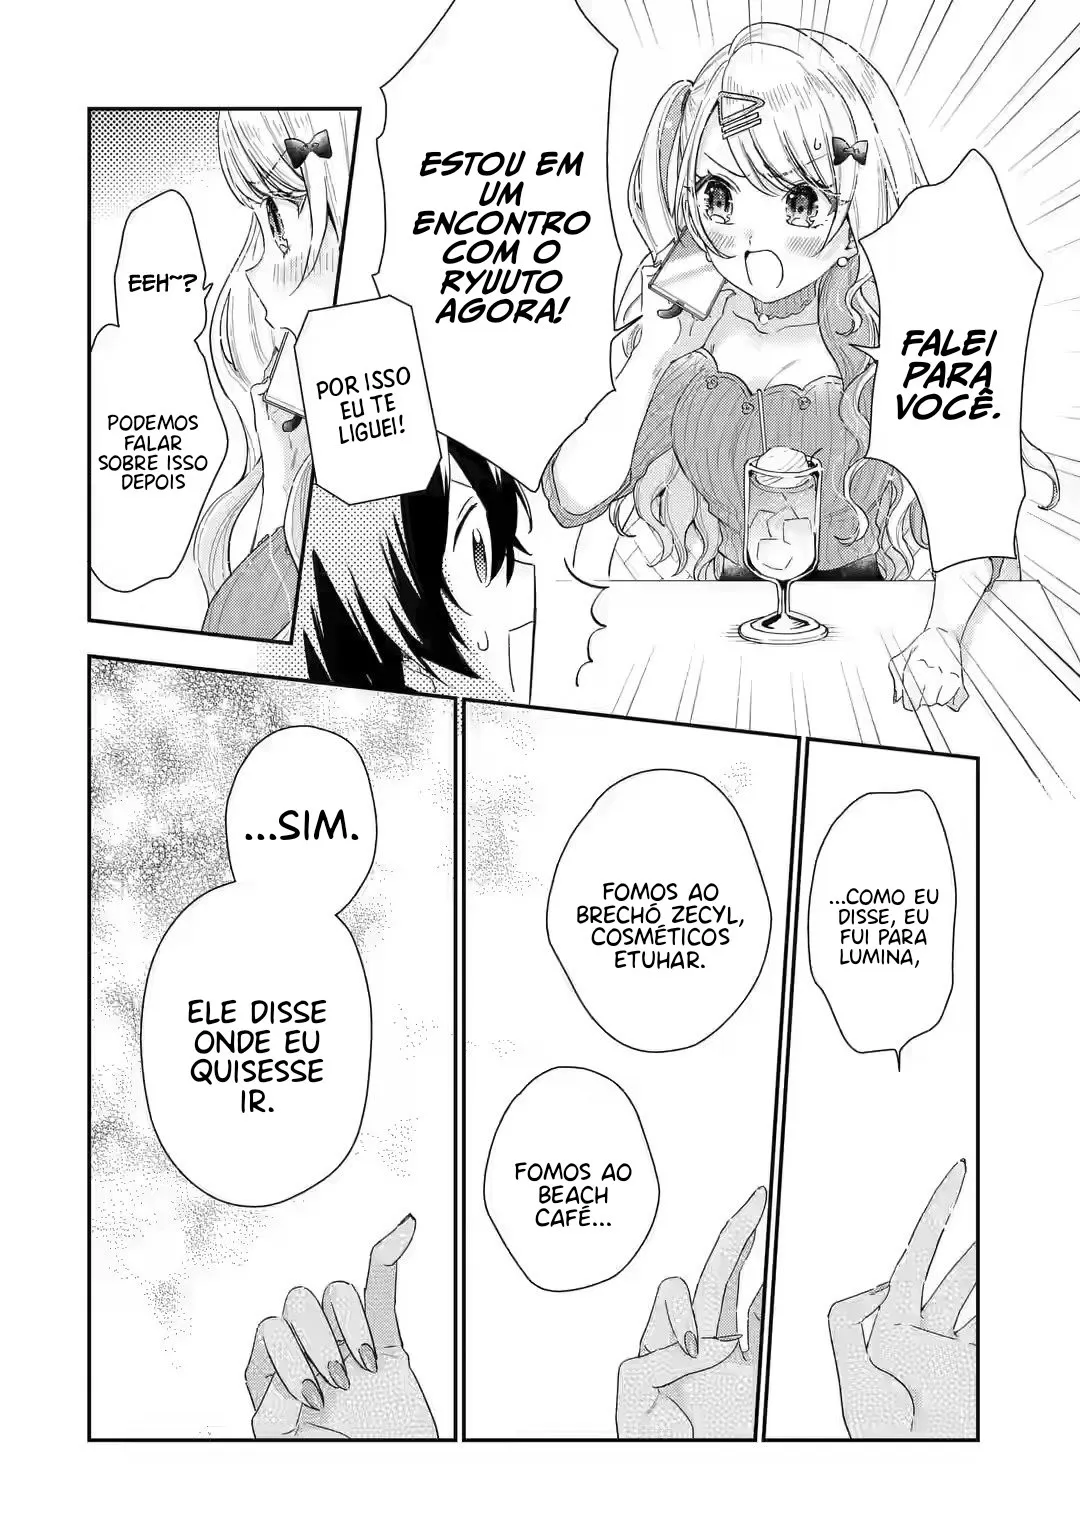 FALEI
PARA
VOCÊ.
ESTOU EM
UM
ENCONTRO
COM O
RYUUTO
AGORA!
POR ISSO
EU TE
LIGUEI!
EEH~?
PODEMOS
FALAR
SOBRE ISSO
DEPOIS
...COMO EU
DISSE, EU
FUI PARA
LUMINA,
FOMOS AO
BRECHÓ ZECYL,
COSMÉTICOS
ETUHAR.
FOMOS AO
BEACH
CAFÉ...
...SIM.
ELE DISSE
ONDE EU
QUISESSE
IR.